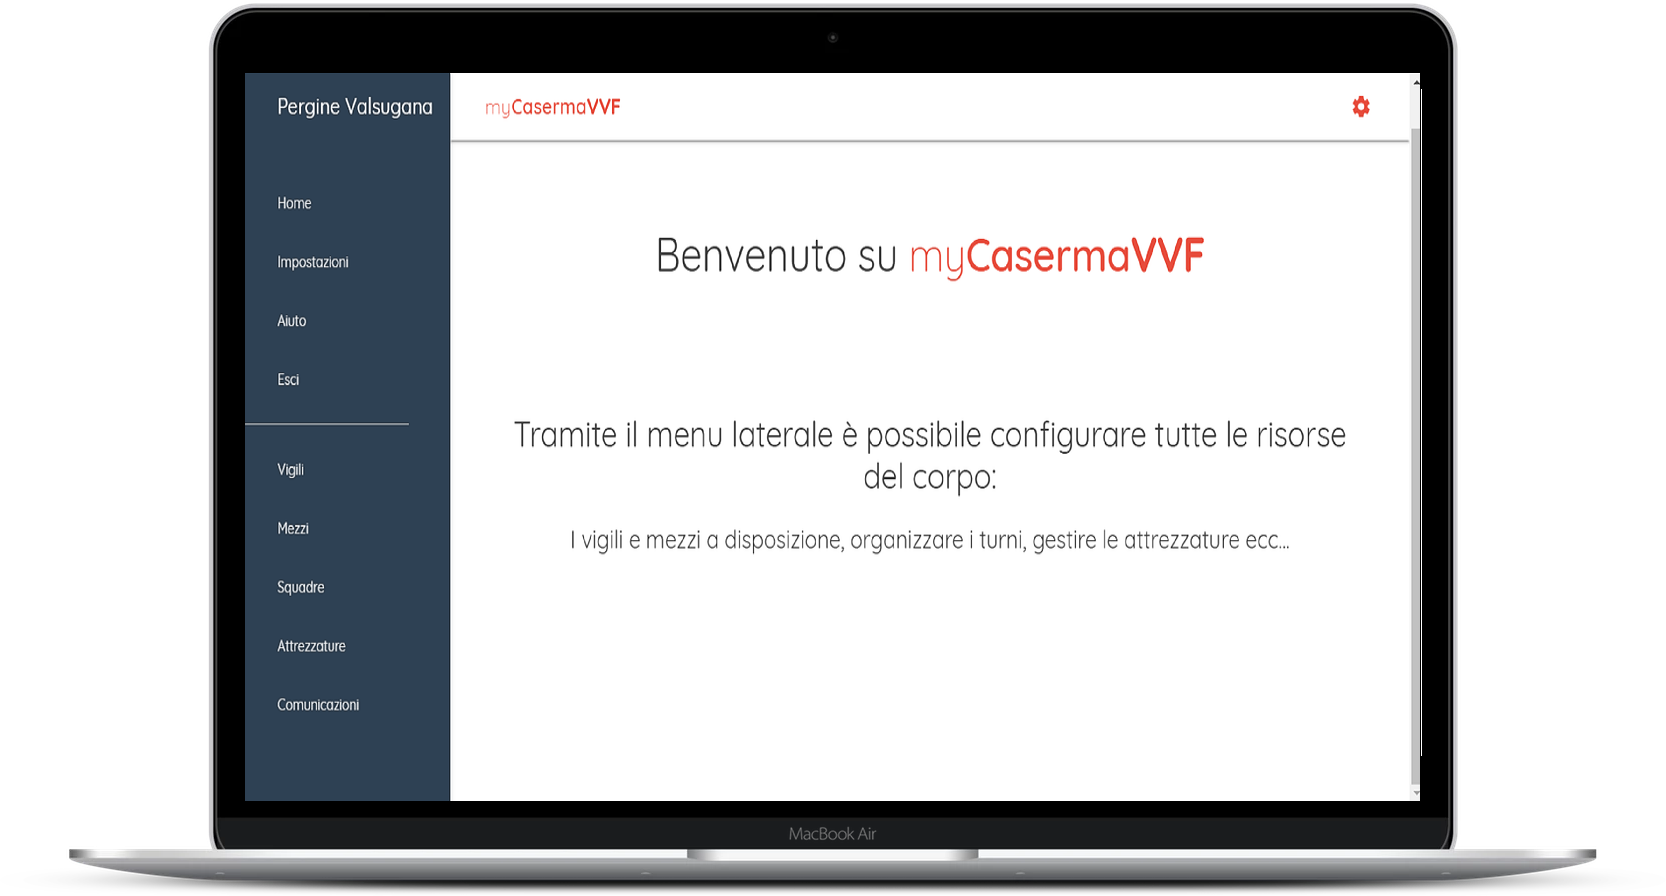 Pergine Valsugana
myCasermaVVF
Home
Impostazioni
Aiuto
Esci
Vigili
Mezzi
Squadre
Attrezzature
Comunicazioni
Benvenuto su myCasermaVVF
Tramite il menu laterale è possibile configurare tutte le risorse
del corpo:
I vigili e mezzi a disposizione, organizzare i turni, gestire le attrezzature ecc...
MacBook Air